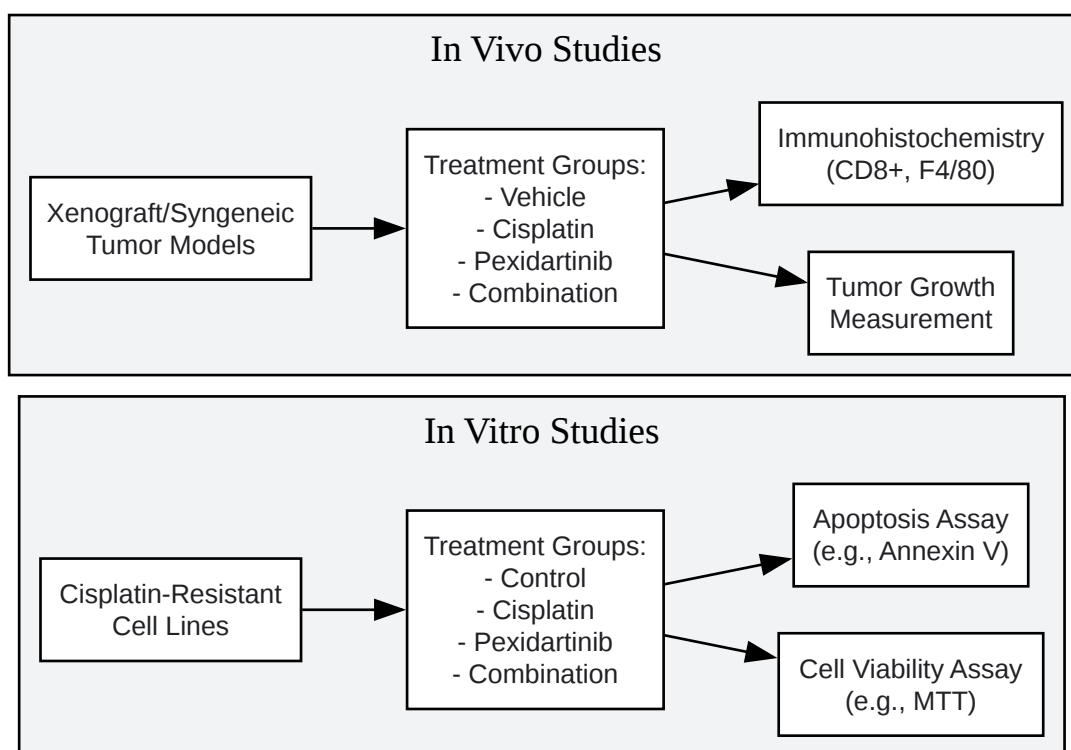 In Vivo Studies
Xenograft/Syngeneic
Tumor Models
Treatment Groups:
- Vehicle
- Cisplatin
- Pexidartinib
- Combination
Immunohistochemistry
(CD8+, F4/80)
Tumor Growth
Measurement
In Vitro Studies
Cisplatin-Resistant
Cell Lines
Treatment Groups:
- Control
- Cisplatin
- Pexidartinib
- Combination
Apoptosis Assay
(e.g., Annexin V)
Cell Viability Assay
(e.g., MTT)